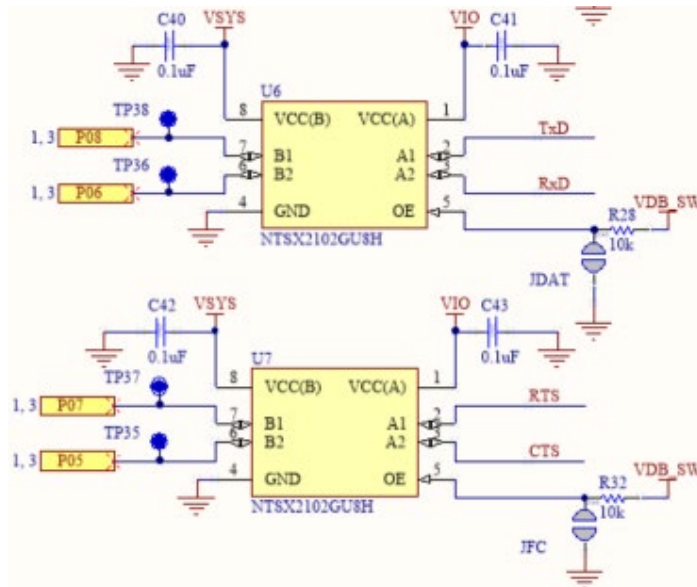 C40 VSYS VIO C41
0.1uF 0.1uF
U6
TP38 8 VCC(B) VCC(A) 1
1, 3 P08 7 B1 A1 2 TxD
TP36 6 B2 A2 3
1, 3 P06 RxD
4 GND OE 5 VDB_SW
NTSX2102GU8H R28
10k
JDAT
C42 VSYS VIO C43
0.1uF 0.1uF
U7
TP37 8 VCC(B) VCC(A) 1
1, 3 P07 7 B1 A1 2 RTS
TP35 6 B2 A2 3
1, 3 P05 CTS
4 GND OE 5 VDB_SW
NTSX2102GU8H R32
10k
JFC